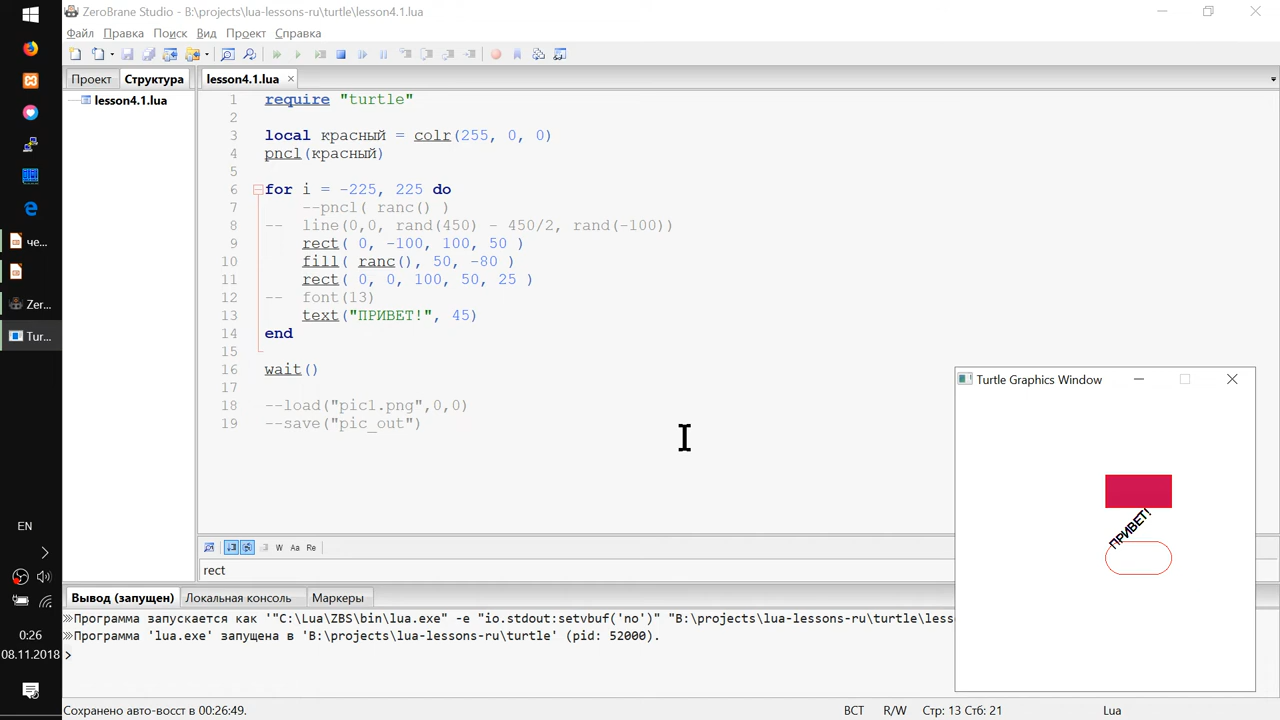 ZeroBrane Studio - B:\projects\lua-lessons-ru\turtle\lesson4.1.lua
Файл Правка Поиск Вид Проект Справка
Проект Структура
lesson4.1.lua
lesson4.1.lua
1 require "turtle"
2
3 local красный = colr(255, 0, 0)
4 pncl(красный)
5
6 for i = -225, 225 do
7 --pncl( ranc() )
8 -- line(0,0, rand(450) - 450/2, rand(-100))
9 rect( 0, -100, 100, 50 )
10 fill( ranc(), 50, -80 )
11 rect( 0, 0, 100, 50, 25 )
12 -- font(13)
13 text("ПРИВЕТ!", 45)
14 end
15
16 wait()
17
18 --load("pic1.png",0,0)
19 --save("pic_out")
W Aa Re
rect
Вывод (запущен) Локальная консоль Маркеры
Программа запускается как '"C:\Lua\ZBS\bin\lua.exe" -e "io.stdout:setvbuf('no')" "B:\projects\lua-lessons-ru\turtle\less
Программа 'lua.exe' запущена в 'B:\projects\lua-lessons-ru\turtle' (pid: 52000).
Сохранено авто-восст в 00:26:49.
ВСТ R/W Стр: 13 Стб: 21 Lua
Turtle Graphics Window
ПРИВЕТ!
че...
Zer...
Tur...
EN
0:26
08.11.2018